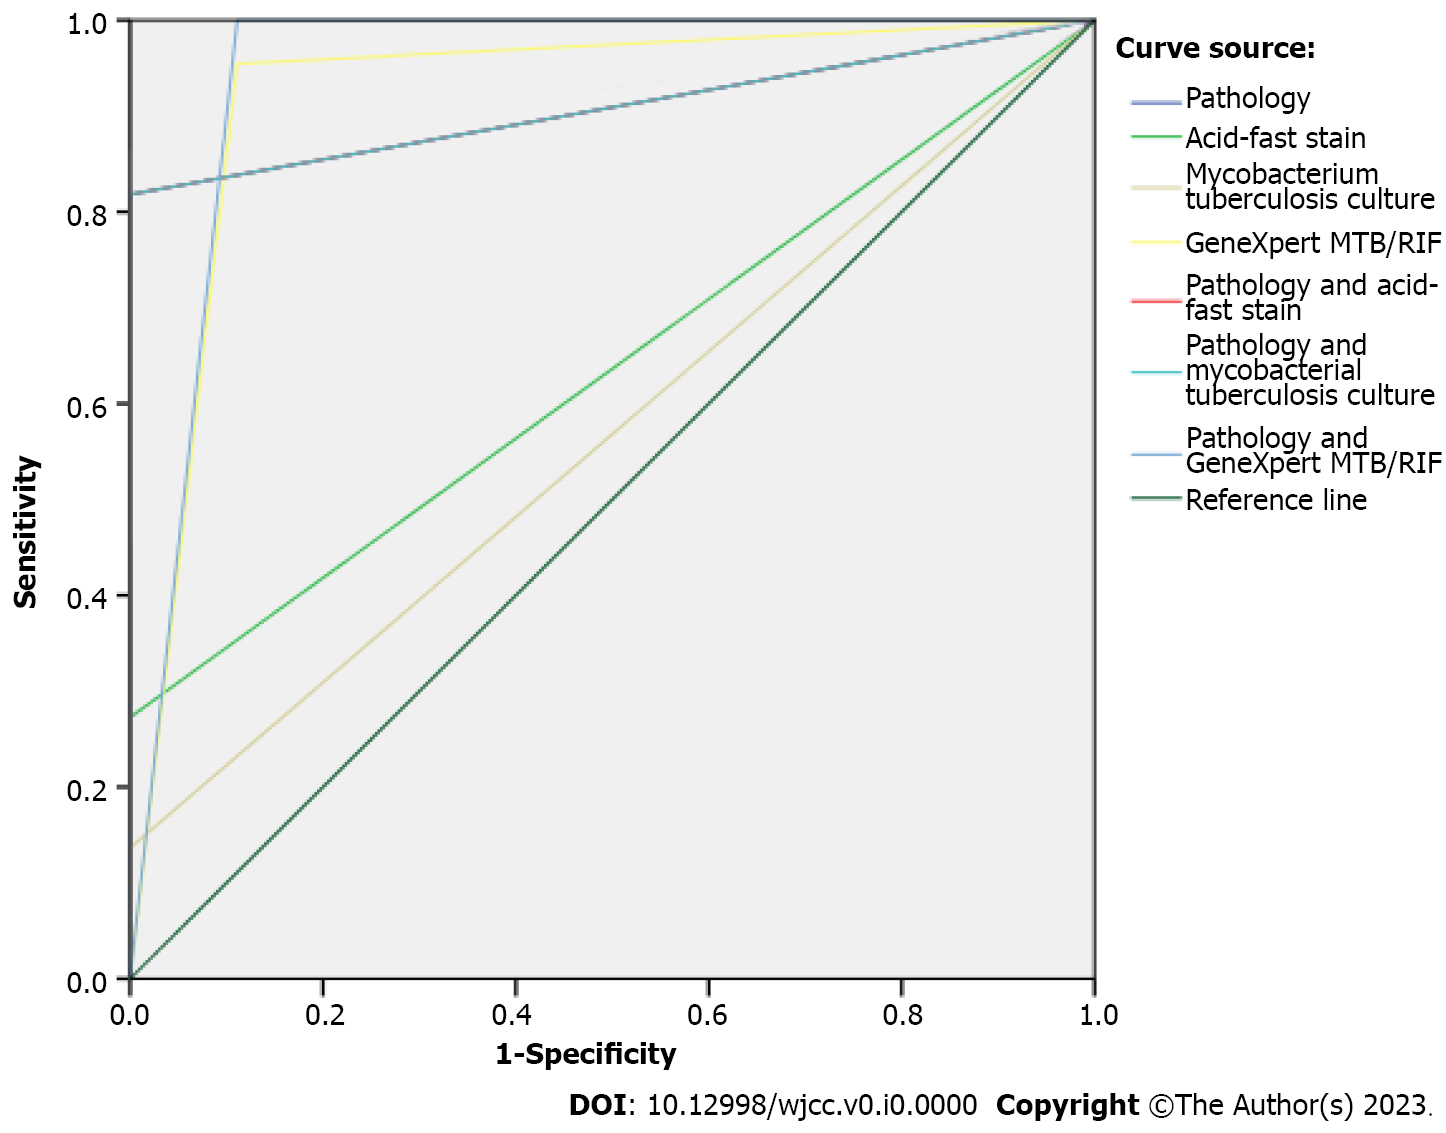 1.0
0.8
0.6
0.4
0.2
0.0
Sensitivity
0.0 0.2 0.4 0.6 0.8 1.0
1-Specificity
Curve source:
Pathology
Acid-fast stain
Mycobacterium
tuberculosis culture
GeneXpert MTB/RIF
Pathology and acid-
fast stain
Pathology and
mycobacterial
tuberculosis culture
Pathology and
GeneXpert MTB/RIF
Reference line
DOI: 10.12998/wjcc.v0.i0.0000 Copyright ©The Author(s) 2023.